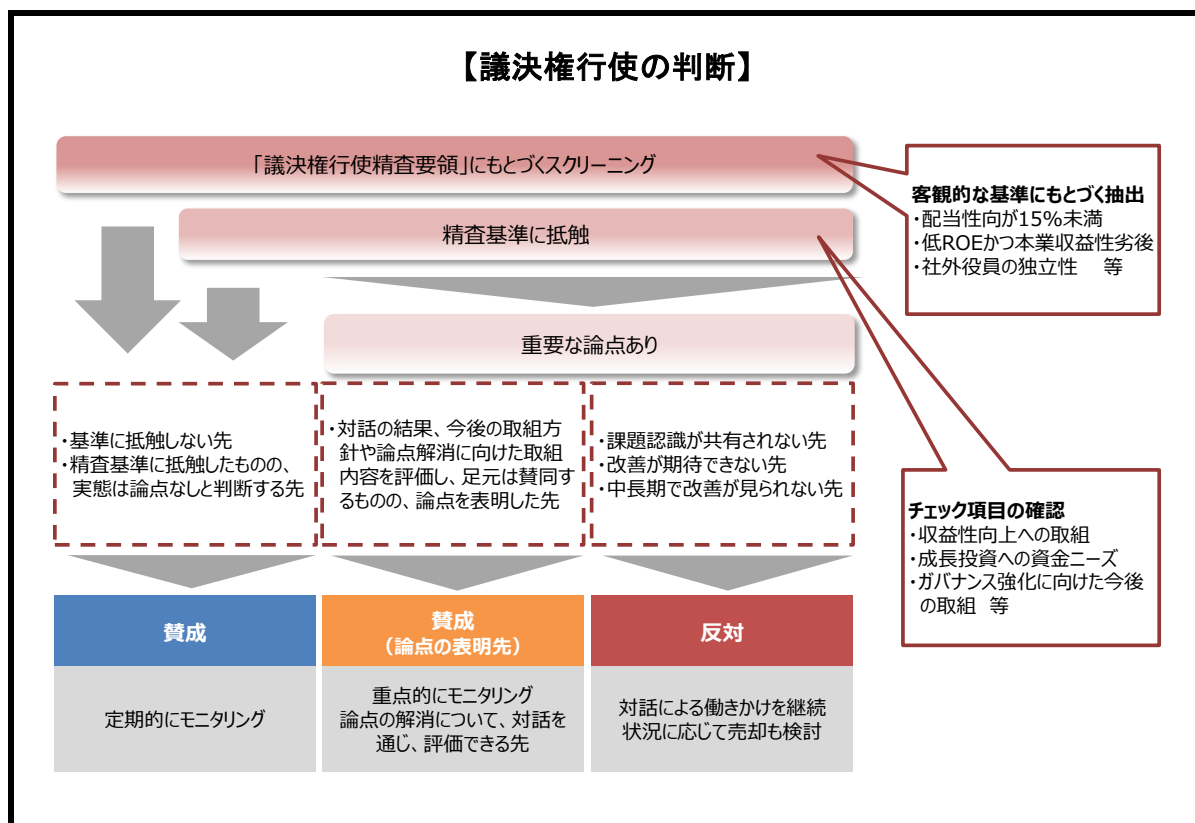 【議決権行使の判断】
「議決権行使精査要領」にもとづくスクリーニング
精査基準に抵触
重要な論点あり
客観的な基準にもとづく抽出
・配当性向が15%未満
・低ROEかつ本業収益性劣後
・社外役員の独立性　等
・基準に抵触しない先
・精査基準に抵触したものの、
実態は論点なしと判断する先
・対話の結果、今後の取組方
針や論点解消に向けた取組
内容を評価し、足元は賛同す
るものの、論点を表明した先
・課題認識が共有されない先
・改善が期待できない先
・中長期で改善が見られない先
チェック項目の確認
・収益性向上への取組
・成長投資への資金ニーズ
・ガバナンス強化に向けた今後
の取組　等
賛成
賛成
（論点の表明先）
反対
定期的にモニタリング
重点的にモニタリング
論点の解消について、対話を
通じ、評価できる先
対話による働きかけを継続
状況に応じて売却も検討